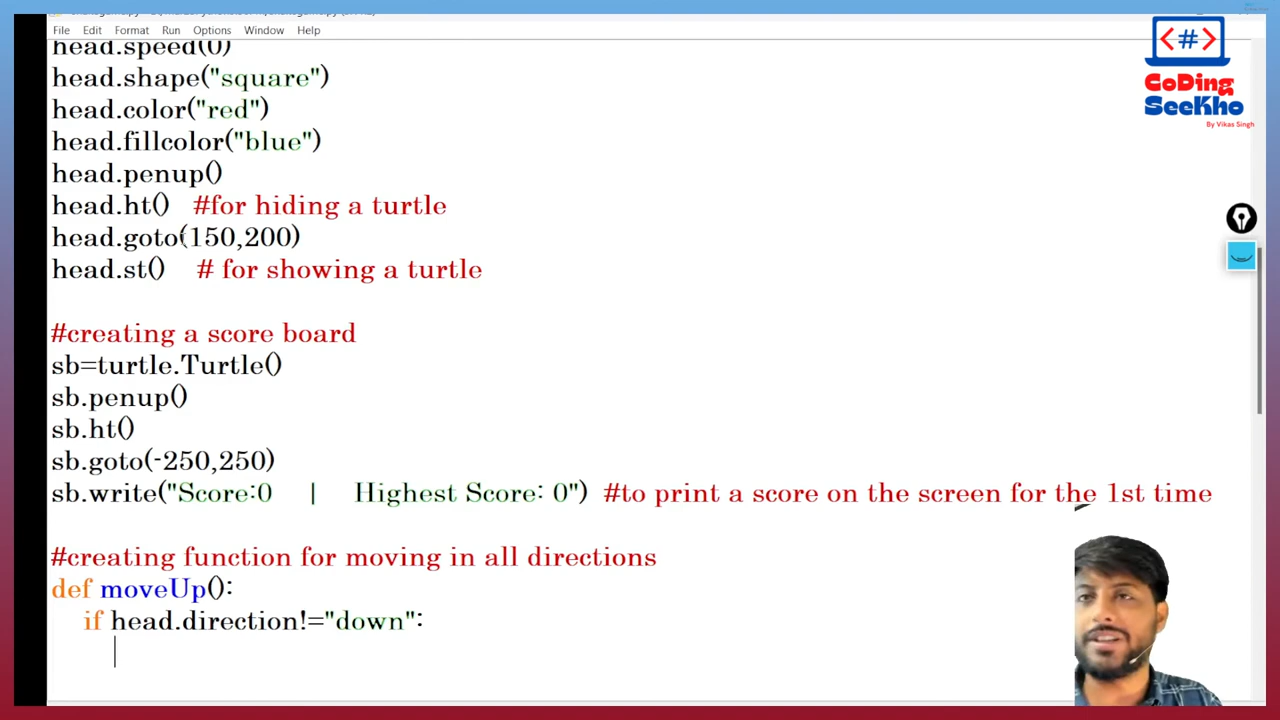 File Edit Format Run Options Window Help
head.speed(0)
head.shape("square")
head.color("red")
head.fillcolor("blue")
head.penup()
head.ht() #for hiding a turtle
head.goto(150,200)
head.st() # for showing a turtle
#creating a score board
sb=turtle.Turtle()
sb.penup()
sb.ht()
sb.goto(-250,250)
sb.write("Score:0 | Highest Score: 0") #to print a score on the screen for the 1st time
#creating function for moving in all directions
def moveUp():
if head.direction!="down":
<#>
CoDing
SeeKho
By Vikas Singh